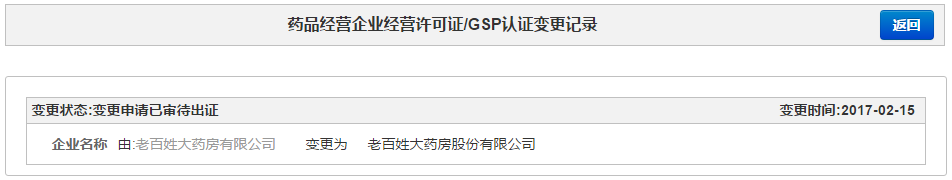 药品经营企业经营许可证/GSP认证变更记录 返回
变更状态:变更申请已审待出证 变更时间:2017-02-15
企业名称 由:老百姓大药房有限公司 变更为 老百姓大药房股份有限公司